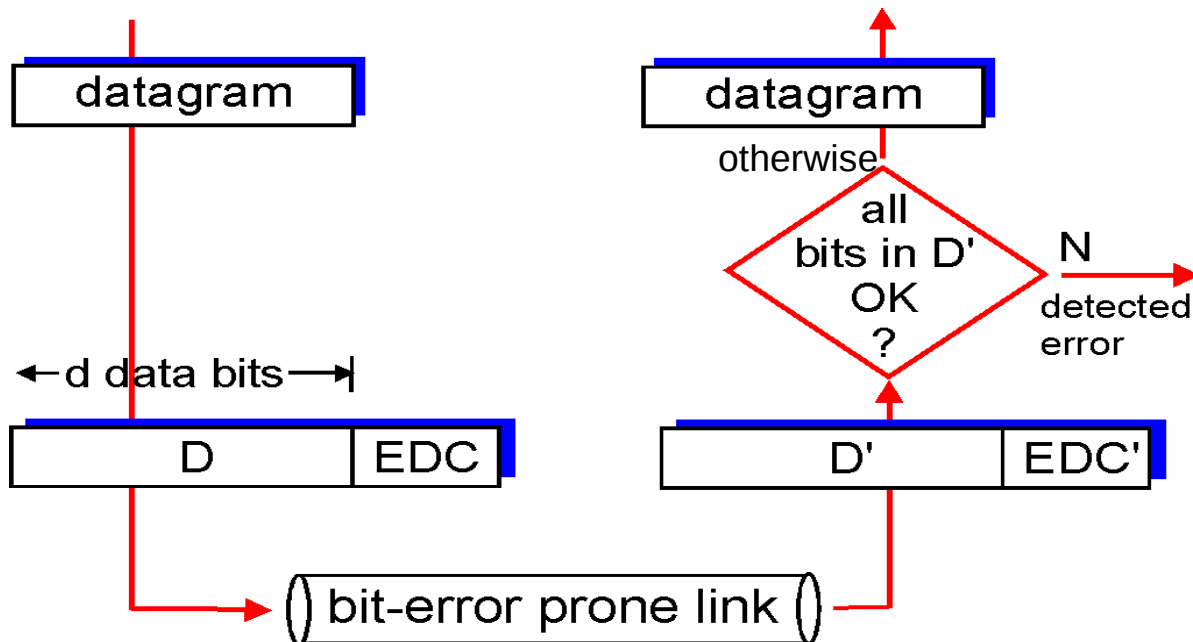 datagram
d data bits
D
EDC
bit-error prone link
datagram
otherwise
all
bits in D'
OK
?
N
detected
error
D'
EDC'